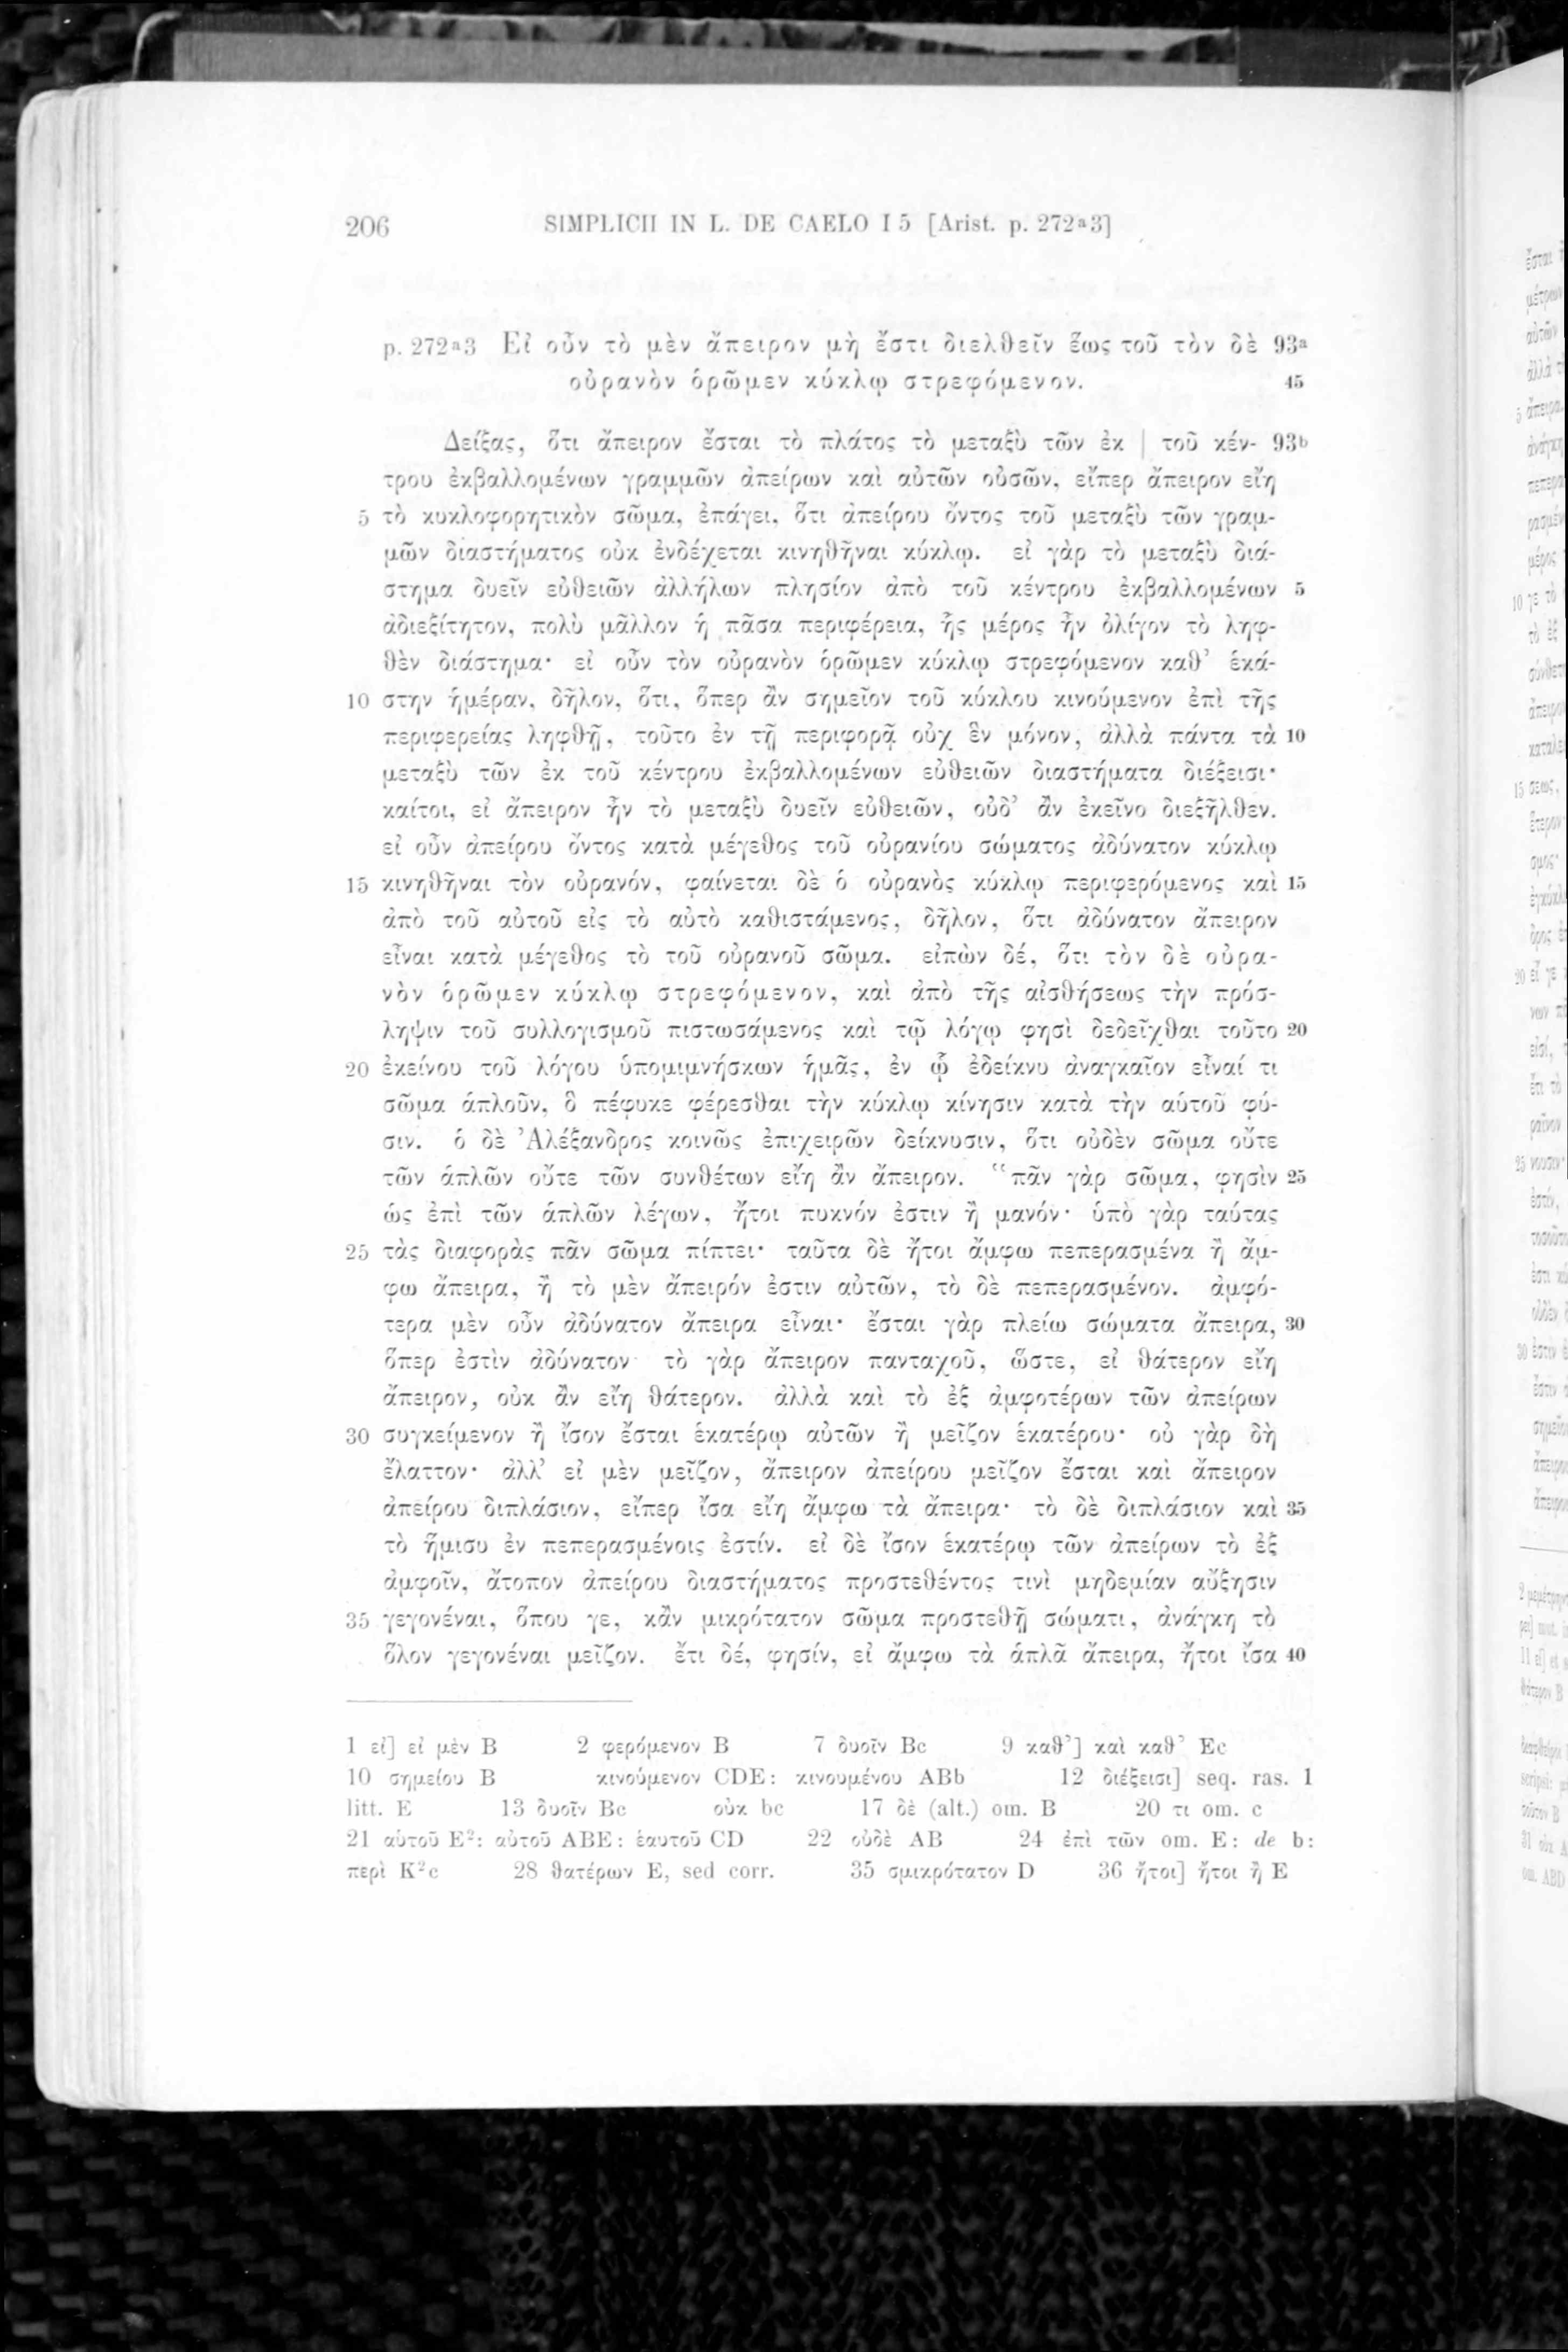 206 SIMPLICII IN L. DE CAELO I 5 [Arist. p. 272ᵃ3]
p. 272ᵃ3 Εἰ οὖν τὸ μὲν ἄπειρον μὴ ἔστι διελθεῖν ἕως τοῦ τὸν δὲ 93ᵃ
οὐρανὸν ὁρῶμεν κύκλῳ στρεφόμενον. 45
Δείξας, ὅτι ἄπειρον ἔσται τὸ πλάτος τὸ μεταξὺ τῶν ἐκ | τοῦ κέν- 93ᵇ
τρου ἐκβαλλομένων γραμμῶν ἀπείρων καὶ αὐτῶν οὐσῶν, εἴπερ ἄπειρον εἴη
5 τὸ κυκλοφορητικὸν σῶμα, ἐπάγει, ὅτι ἀπείρου ὄντος τοῦ μεταξὺ τῶν γραμ-
μῶν διαστήματος οὐκ ἐνδέχεται κινηθῆναι κύκλῳ. εἰ γὰρ τὸ μεταξὺ διά-
στημα δυεῖν εὐθειῶν ἀλλήλων πλησίον ἀπὸ τοῦ κέντρου ἐκβαλλομένων 5
ἀδιεξίτητον, πολὺ μᾶλλον ἡ πᾶσα περιφέρεια, ἧς μέρος ἦν ὀλίγον τὸ ληφ-
θὲν διάστημα· εἰ οὖν τὸν οὐρανὸν ὁρῶμεν κύκλῳ στρεφόμενον καθ’ ἑκά-
10 στην ἡμέραν, δῆλον, ὅτι, ὅπερ ἂν σημεῖον τοῦ κύκλου κινούμενον ἐπὶ τῆς
περιφερείας ληφθῇ, τοῦτο ἐν τῇ περιφορᾷ οὐχ ἓν μόνον, ἀλλὰ πάντα τὰ 10
μεταξὺ τῶν ἐκ τοῦ κέντρου ἐκβαλλομένων εὐθειῶν διαστήματα διέξεισι·
καίτοι, εἰ ἄπειρον ἦν τὸ μεταξὺ δυεῖν εὐθειῶν, οὐδ’ ἂν ἐκεῖνο διεξῆλθεν.
εἰ οὖν ἀπείρου ὄντος κατὰ μέγεθος τοῦ οὐρανίου σώματος ἀδύνατον κύκλῳ
15 κινηθῆναι τὸν οὐρανόν, φαίνεται δὲ ὁ οὐρανὸς κύκλῳ περιφερόμενος καὶ 15
ἀπὸ τοῦ αὐτοῦ εἰς τὸ αὐτὸ καθιστάμενος, δῆλον, ὅτι ἀδύνατον ἄπειρον
εἶναι κατὰ μέγεθος τὸ τοῦ οὐρανοῦ σῶμα. εἰπὼν δέ, ὅτι τὸν δὲ οὐρα-
νὸν ὁρῶμεν κύκλῳ στρεφόμενον, καὶ ἀπὸ τῆς αἰσθήσεως τὴν πρόσ-
ληψιν τοῦ συλλογισμοῦ πιστωσάμενος καὶ τῷ λόγῳ φησὶ δεδεῖχθαι τοῦτο 20
20 ἐκείνου τοῦ λόγου ὑπομιμνήσκων ἡμᾶς, ἐν ᾧ ἐδείκνυ ἀναγκαῖον εἶναί τι
σῶμα ἁπλοῦν, ὃ πέφυκε φέρεσθαι τὴν κύκλῳ κίνησιν κατὰ τὴν αὑτοῦ φύ-
σιν. ὁ δὲ Ἀλέξανδρος κοινῶς ἐπιχειρῶν δείκνυσιν, ὅτι οὐδὲν σῶμα οὔτε
τῶν ἁπλῶν οὔτε τῶν συνθέτων εἴη ἂν ἄπειρον. “πᾶν γὰρ σῶμα, φησὶν 25
ὡς ἐπὶ τῶν ἁπλῶν λέγων, ἤτοι πυκνόν ἐστιν ἢ μανόν· ὑπὸ γὰρ ταύτας
25 τὰς διαφορὰς πᾶν σῶμα πίπτει· ταῦτα δὲ ἤτοι ἄμφω πεπερασμένα ἢ ἄμ-
φω ἄπειρα, ἢ τὸ μὲν ἄπειρόν ἐστιν αὐτῶν, τὸ δὲ πεπερασμένον. ἀμφό-
τερα μὲν οὖν ἀδύνατον ἄπειρα εἶναι· ἔσται γὰρ πλείω σώματα ἄπειρα, 30
ὅπερ ἐστὶν ἀδύνατον· τὸ γὰρ ἄπειρον πανταχοῦ, ὥστε, εἰ θάτερον εἴη
ἄπειρον, οὐκ ἂν εἴη θάτερον. ἀλλὰ καὶ τὸ ἐξ ἀμφοτέρων τῶν ἀπείρων
30 συγκείμενον ἢ ἴσον ἔσται ἑκατέρῳ αὐτῶν ἢ μεῖζον ἑκατέρου· οὐ γὰρ δὴ
ἔλαττον· ἀλλ’ εἰ μὲν μεῖζον, ἄπειρον ἀπείρου μεῖζον ἔσται καὶ ἄπειρον
ἀπείρου διπλάσιον, εἴπερ ἴσα εἴη ἄμφω τὰ ἄπειρα· τὸ δὲ διπλάσιον καὶ 35
τὸ ἥμισυ ἐν πεπερασμένοις ἐστίν. εἰ δὲ ἴσον ἑκατέρῳ τῶν ἀπείρων τὸ ἐξ
ἀμφοῖν, ἄτοπον ἀπείρου διαστήματος προστεθέντος τινὶ μηδεμίαν αὔξησιν
35 γεγονέναι, ὅπου γε, κἂν μικρότατον σῶμα προστεθῇ σώματι, ἀνάγκη τὸ
ὅλον γεγονέναι μεῖζον. ἔτι δέ, φησίν, εἰ ἄμφω τὰ ἁπλᾶ ἄπειρα, ἤτοι ἴσα 40
1 εἰ] εἰ μὲν B 2 φερόμενον B 7 δυοῖν Bc 9 καθ’] καὶ καθ’ Ec
10 σημείου B κινούμενον CDE: κινουμένου ABb 12 διέξεισι] seq. ras. 1
litt. E 13 δυοῖν Bc οὐκ bc 17 δὲ (alt.) om. B 20 τι om. c
21 αὑτοῦ E²: αὐτοῦ ABE: ἑαυτοῦ CD 22 οὐδὲ AB 24 ἐπὶ τῶν om. E: de b:
περὶ K²c 28 θατέρων E, sed corr. 35 σμικρότατον D 36 ἤτοι] ἤτοι ἢ E